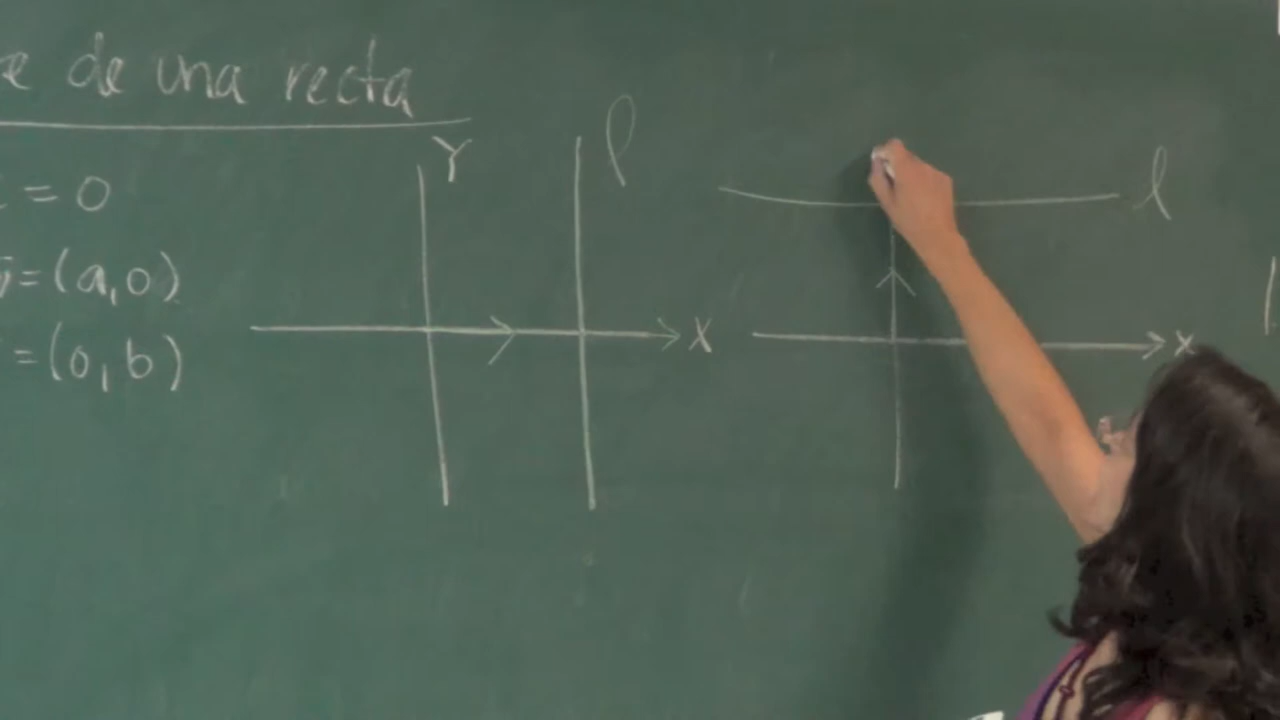 de una recta
= 0
=(a,0)
=(0,b)
Y
l
X
l
x